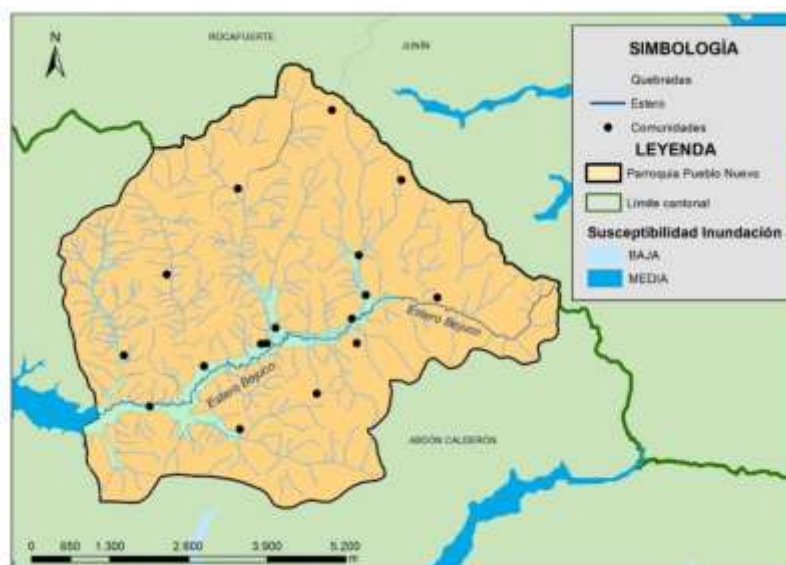 ROCAFUERTE
JUNÍN
N
Estero Bejuco
Estero Bejuco
ABDÓN CALDERÓN
0 650 1.300 2.600 3.900 5.200
m
SIMBOLOGÌA
Quebradas
Estero
Comunidades
LEYENDA
Parroquia Pueblo Nuevo
Límite cantonal
Susceptibilidad Inundación
BAJA
MEDIA